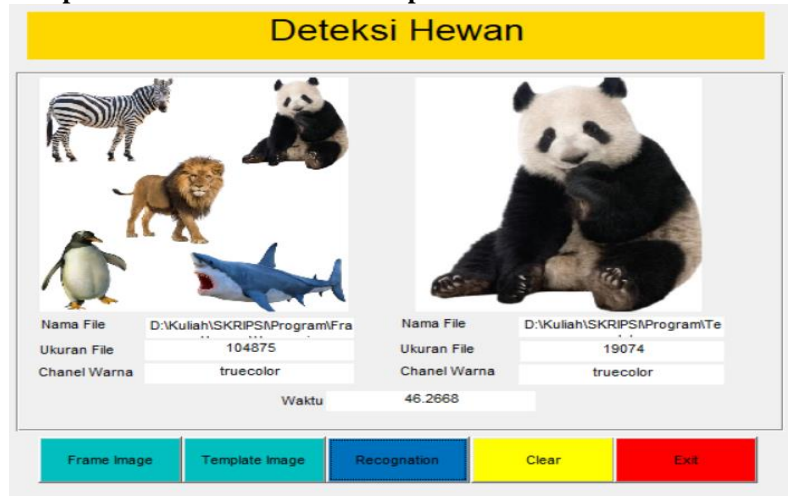 Deteksi Hewan
Nama File D:\Kuliah\SKRIPSI\Program\Fra
Ukuran File 104875
Chanel Warna truecolor
Nama File D:\Kuliah\SKRIPSI\Program\Te
Ukuran File 19074
Chanel Warna truecolor
Waktu 46.2668
Frame Image Template Image Recognation Clear Exit